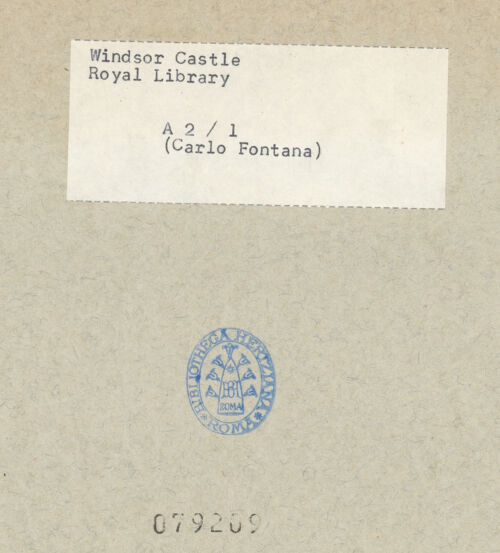 Windsor Castle
Royal Library
A 2 / 1
(Carlo Fontana)
BIBLIOTHECA HERTZIANA
ROMA
ROMA
079209